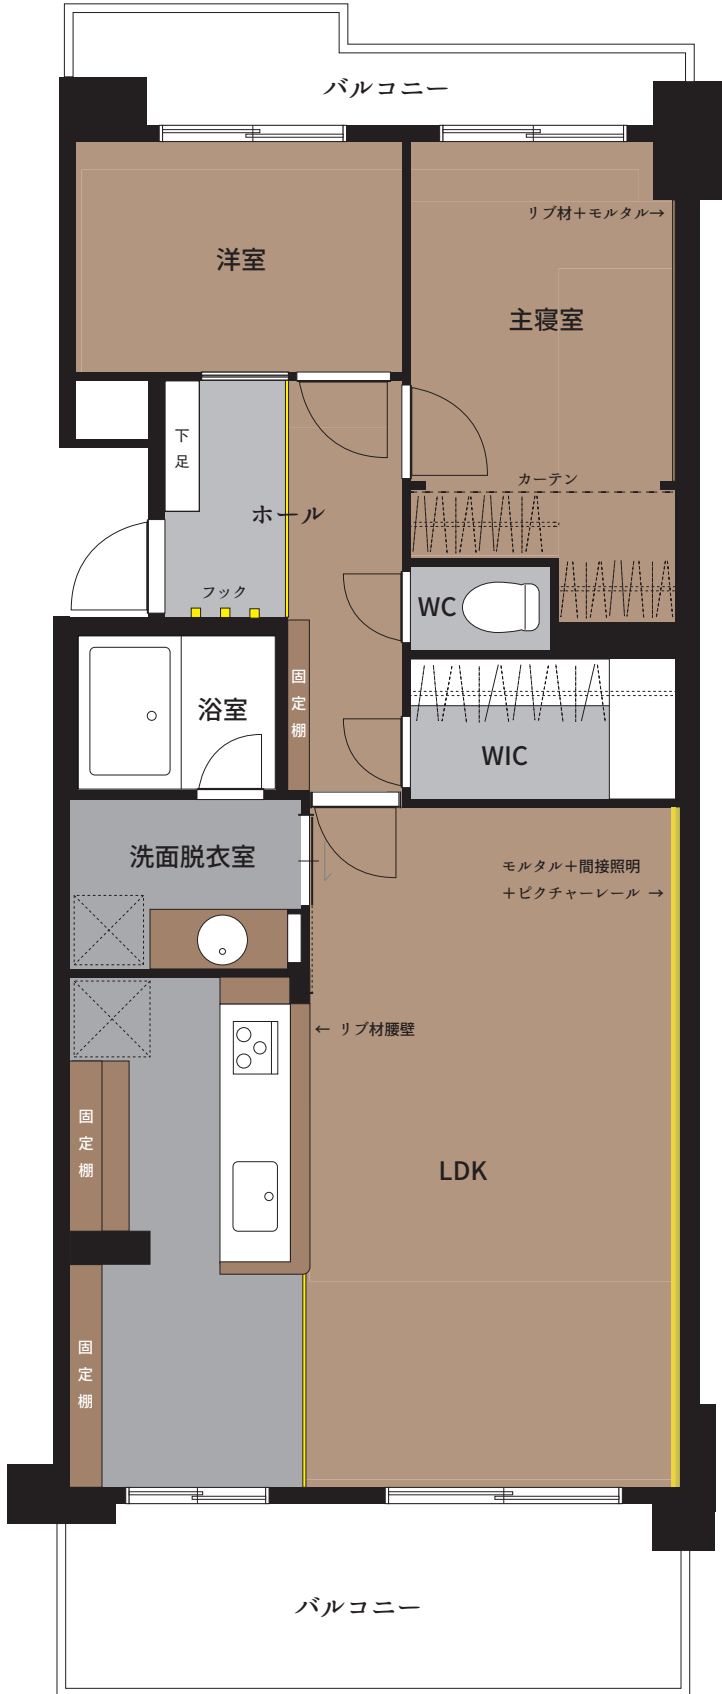 バルコニー
リブ材＋モルタル→
洋室
主寝室
下足
カーテン
ホール
フック
WC
固定棚
浴室
WIC
洗面脱衣室
モルタル＋間接照明
＋ピクチャーレール →
← リブ材腰壁
固定棚
LDK
固定棚
バルコニー